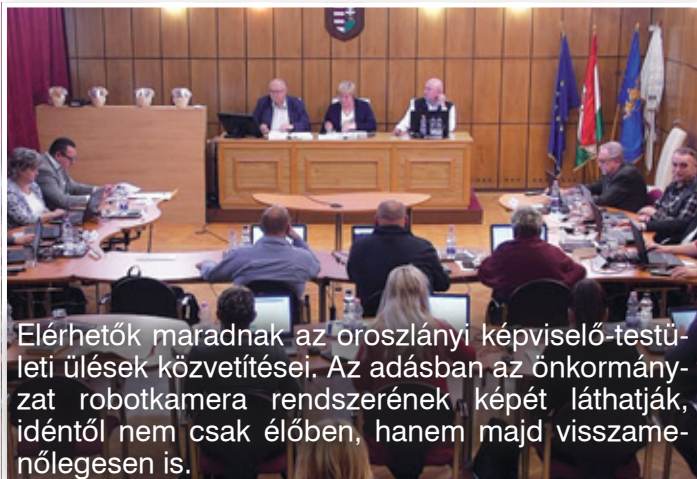 Elérhetők maradnak az oroszlányi képviselő-testü-
leti ülések közvetítései. Az adásban az önkormány-
zat robotkamera rendszerének képét láthatják,
idéntől nem csak élőben, hanem majd visszame-
nőlegesen is.